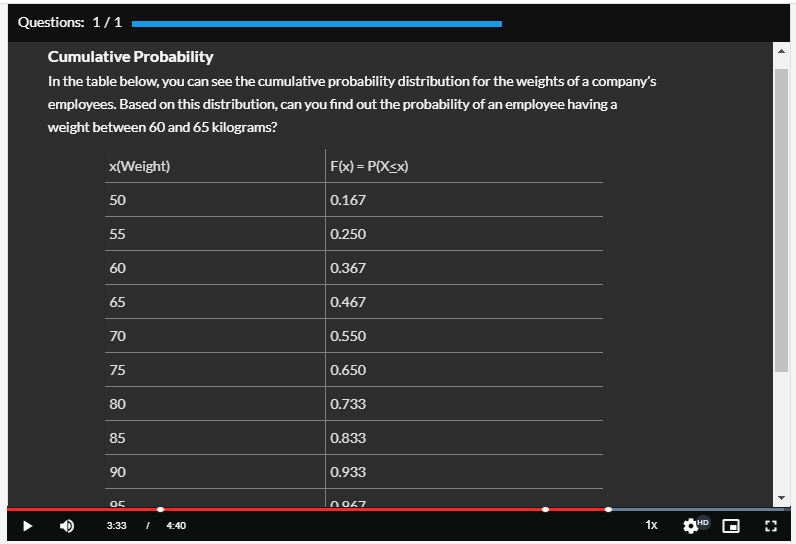 Questions: 1 / 1
Cumulative Probability
In the table below, you can see the cumulative probability distribution for the weights of a company's
employees. Based on this distribution, can you find out the probability of an employee having a
weight between 60 and 65 kilograms?
x(Weight) F(x) = P(X≤x)
50 0.167
55 0.250
60 0.367
65 0.467
70 0.550
75 0.650
80 0.733
85 0.833
90 0.933
95 0.967
3:33 / 4:40 1x HD